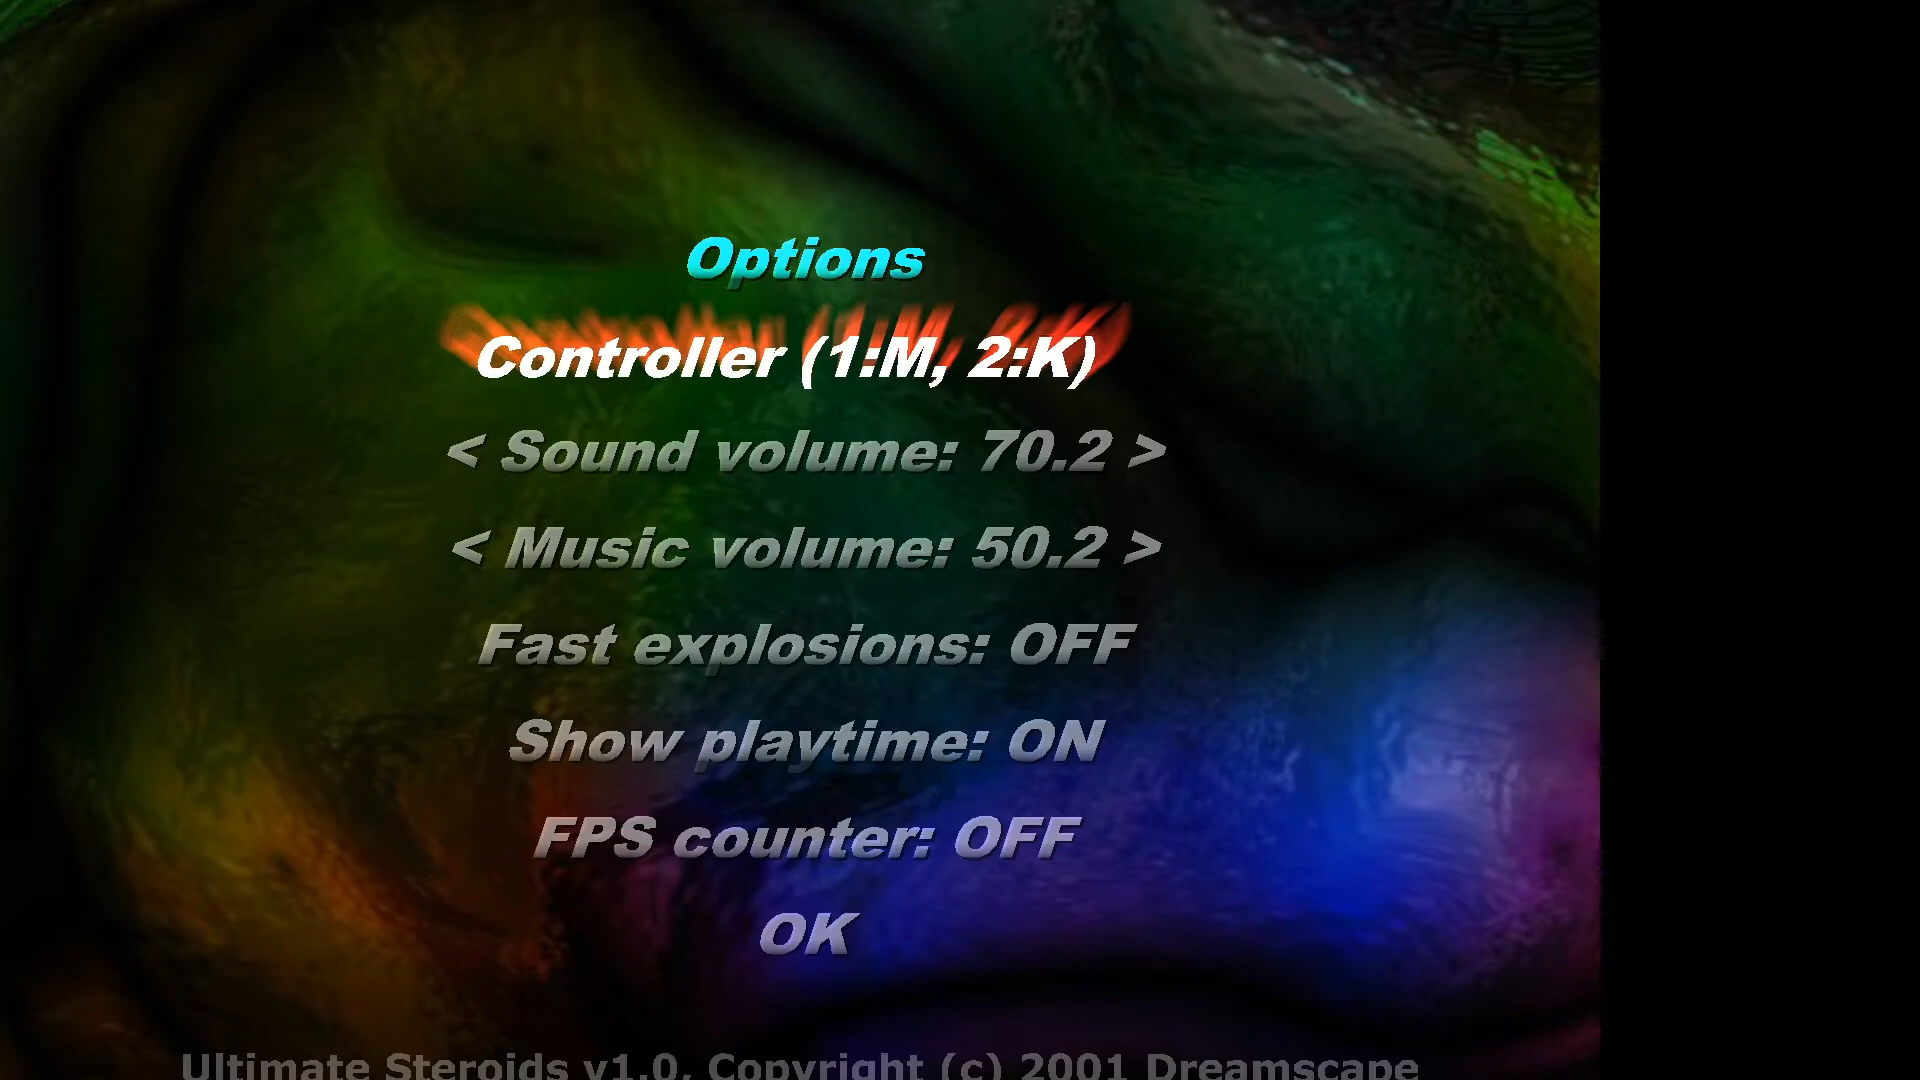 Options
Controller (1:M, 2:K)
< Sound volume: 70.2 >
< Music volume: 50.2 >
Fast explosions: OFF
Show playtime: ON
FPS counter: OFF
OK
Ultimate Steroids v1.0, Copyright (c) 2001 Dreamscape